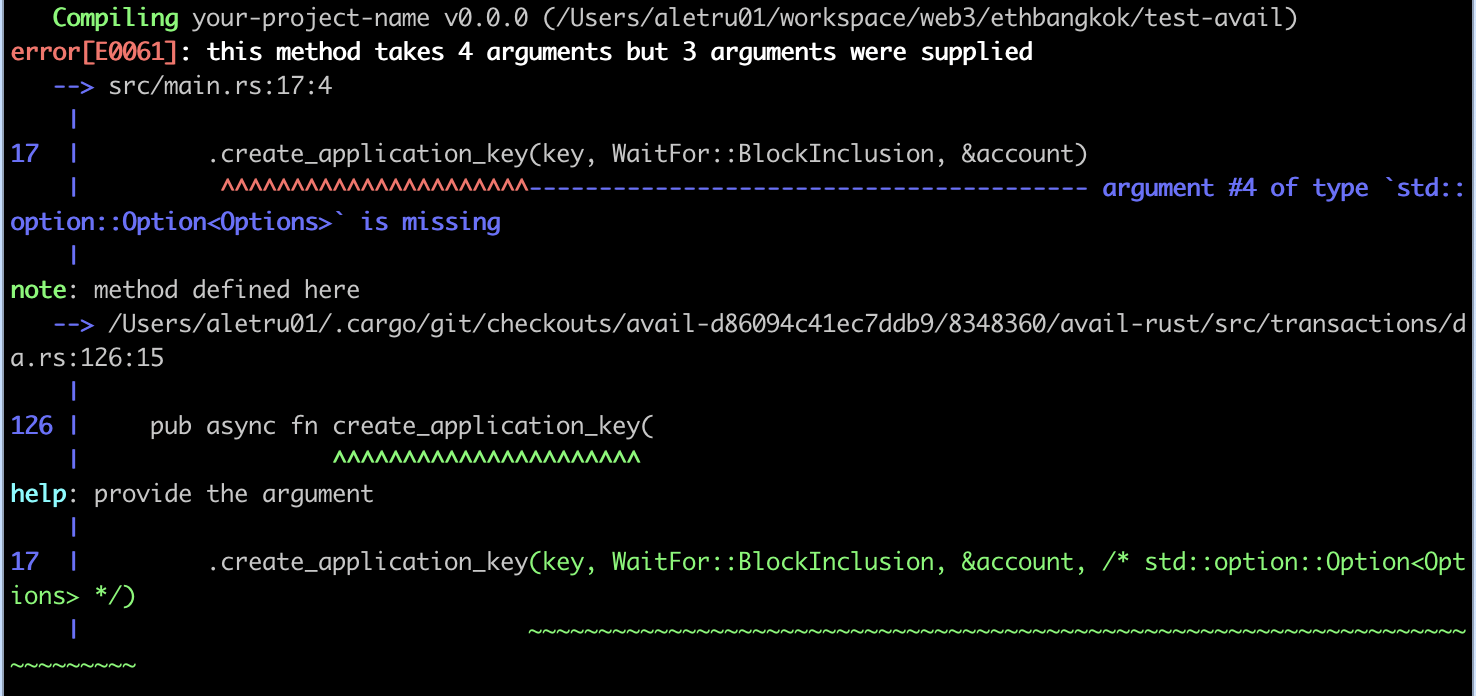 Compiling your-project-name v0.0.0 (/Users/aletru01/workspace/web3/ethbangkok/test-avail)
error[E0061]: this method takes 4 arguments but 3 arguments were supplied
   --> src/main.rs:17:4
    |
17  |         .create_application_key(key, WaitFor::BlockInclusion, &account)
    |          ^^^^^^^^^^^^^^^^^^^^^^---------------------------------------- argument #4 of type `std::
option::Option<Options>` is missing
    |
note: method defined here
   --> /Users/aletru01/.cargo/git/checkouts/avail-d86094c41ec7ddb9/8348360/avail-rust/src/transactions/d
a.rs:126:15
    |
126 |     pub async fn create_application_key(
    |                  ^^^^^^^^^^^^^^^^^^^^^^
help: provide the argument
    |
17  |         .create_application_key(key, WaitFor::BlockInclusion, &account, /* std::option::Option<Opt
ions> */)
    |                                ~~~~~~~~~~~~~~~~~~~~~~~~~~~~~~~~~~~~~~~~~~~~~~~~~~~~~~~~~~~~~~~~~~~
~~~~~~~~~